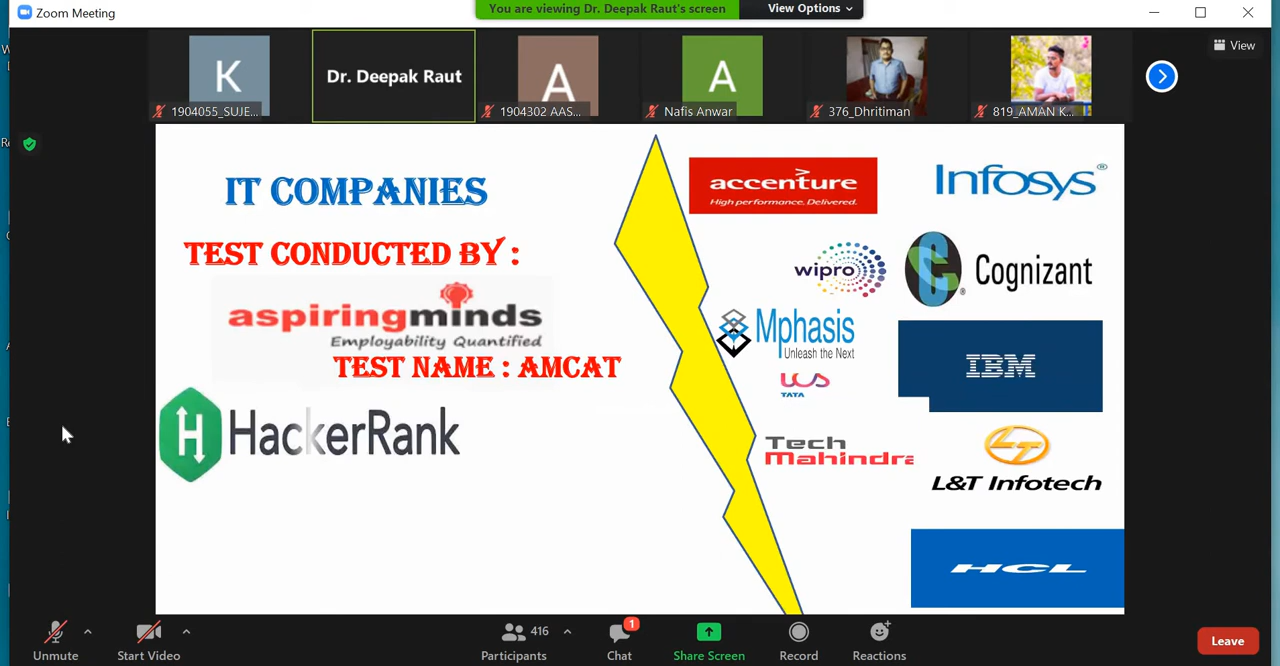 Zoom Meeting
You are viewing Dr. Deepak Raut's screen
View Options
View
K
Dr. Deepak Raut
A
A
1904055_SUJE...
1904302 AAS...
Nafis Anwar
376_Dhritiman
819_AMAN K...
IT COMPANIES
TEST CONDUCTED BY :
aspiringminds
Employability Quantified
TEST NAME : AMCAT
HackerRank
accenture
High performance. Delivered.
Infosys®
wipro
Cognizant
Mphasis
Unleash the Next
IBM
TATA
Tech
Mahindra
L&T Infotech
HCL
Unmute
Start Video
416
Participants
1
Chat
Share Screen
Record
Reactions
Leave